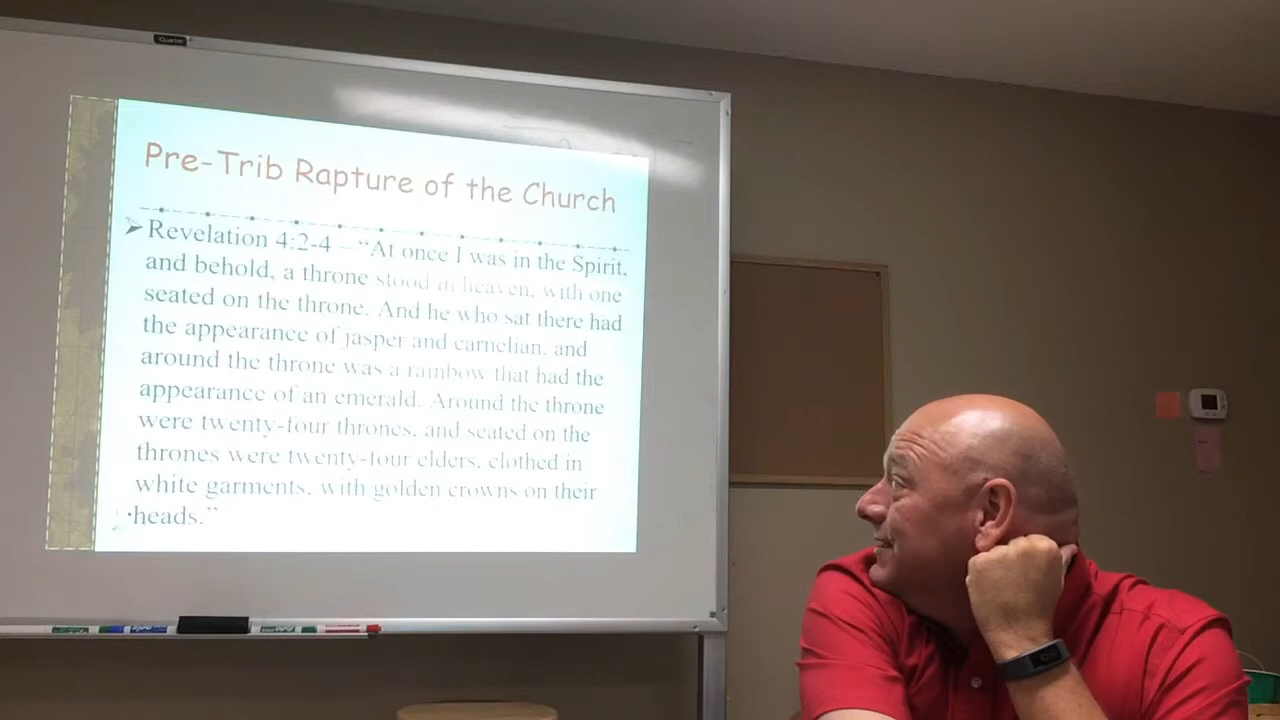 Quartet
Pre-Trib Rapture of the Church
Revelation 4:2-4 – “At once I was in the Spirit,
and behold, a throne stood in heaven, with one
seated on the throne. And he who sat there had
the appearance of jasper and carnelian, and
around the throne was a rainbow that had the
appearance of an emerald. Around the throne
were twenty-four thrones, and seated on the
thrones were twenty-four elders, clothed in
white garments, with golden crowns on their
heads.”